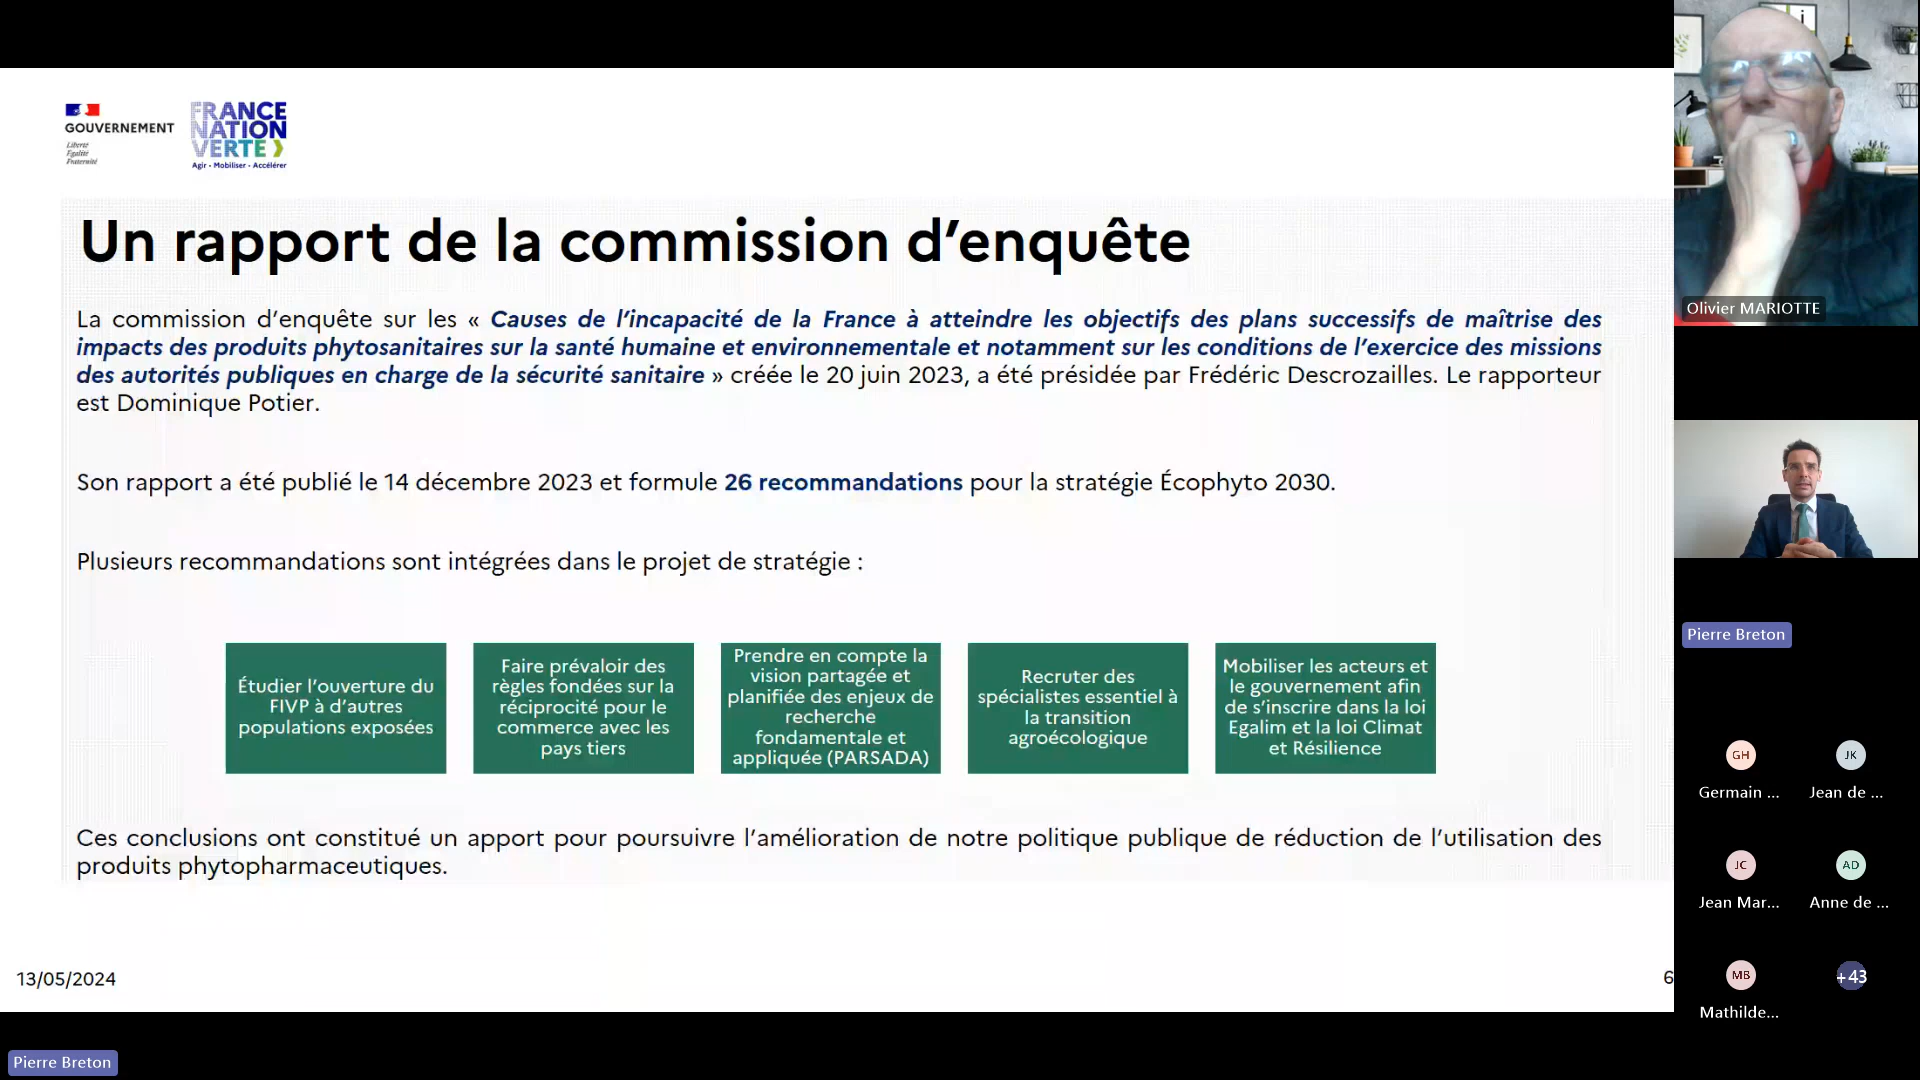 GOUVERNEMENT
Liberté
Égalité
Fraternité
FRANCE
NATION
VERTE
Agir • Mobiliser • Accélérer
Un rapport de la commission d’enquête
La commission d’enquête sur les « Causes de l’incapacité de la France à atteindre les objectifs des plans successifs de maîtrise des
impacts des produits phytosanitaires sur la santé humaine et environnementale et notamment sur les conditions de l’exercice des missions
des autorités publiques en charge de la sécurité sanitaire » créée le 20 juin 2023, a été présidée par Frédéric Descrozailles. Le rapporteur
est Dominique Potier.
Son rapport a été publié le 14 décembre 2023 et formule 26 recommandations pour la stratégie Écophyto 2030.
Plusieurs recommandations sont intégrées dans le projet de stratégie :
Étudier l’ouverture du
FIVP à d’autres
populations exposées
Faire prévaloir des
règles fondées sur la
réciprocité pour le
commerce avec les
pays tiers
Prendre en compte la
vision partagée et
planifiée des enjeux de
recherche
fondamentale et
appliquée (PARSADA)
Recruter des
spécialistes essentiel à
la transition
agroécologique
Mobiliser les acteurs et
le gouvernement afin
de s’inscrire dans la loi
Egalim et la loi Climat
et Résilience
Ces conclusions ont constitué un apport pour poursuivre l’amélioration de notre politique publique de réduction de l’utilisation des
produits phytopharmaceutiques.
13/05/2024
6
Pierre Breton
Olivier MARIOTTE
Pierre Breton
GH
Germain ...
JK
Jean de ...
JC
Jean Mar...
AD
Anne de ...
MB
Mathilde...
+43